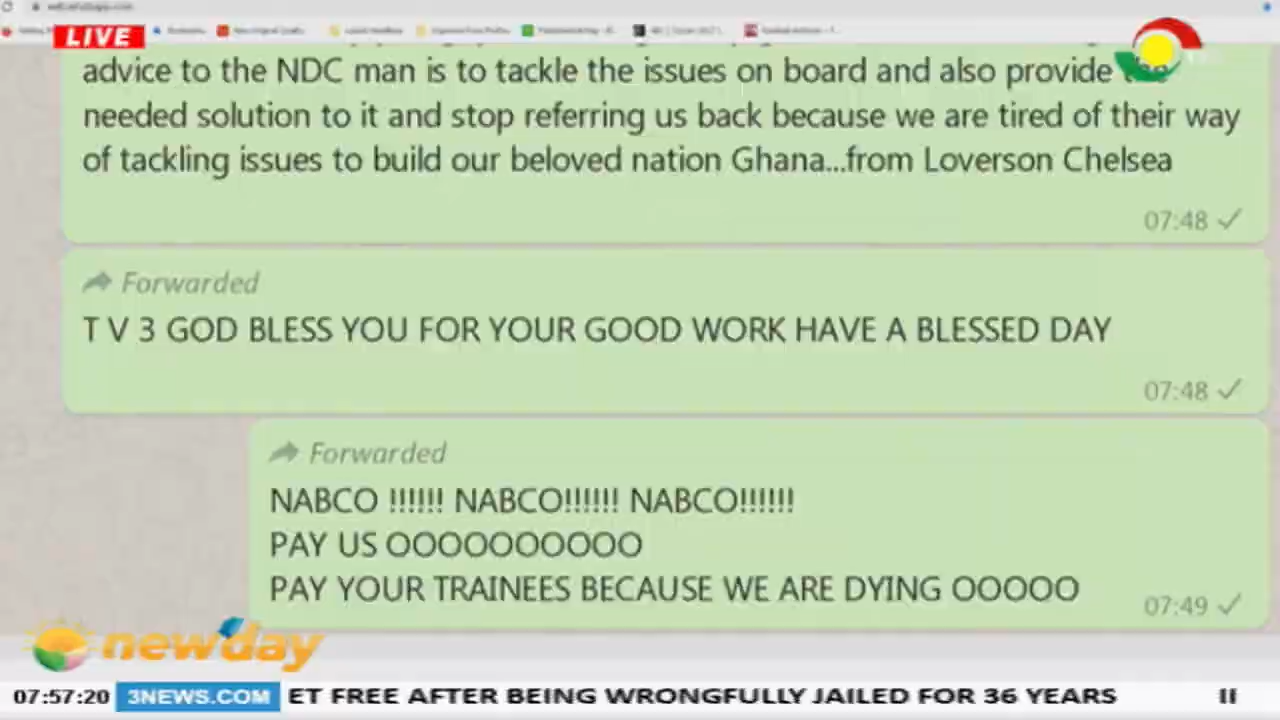 LIVE
advice to the NDC man is to tackle the issues on board and also provide the
needed solution to it and stop referring us back because we are tired of their way
of tackling issues to build our beloved nation Ghana...from Loverson Chelsea
07:48
Forwarded
T V 3 GOD BLESS YOU FOR YOUR GOOD WORK HAVE A BLESSED DAY
07:48
Forwarded
NABCO !!!!!! NABCO!!!!!! NABCO!!!!!!
PAY US OOOOOOOOOO
PAY YOUR TRAINEES BECAUSE WE ARE DYING OOOOO
07:49
newday
07:57:20 3NEWS.COM ET FREE AFTER BEING WRONGFULLY JAILED FOR 36 YEARS